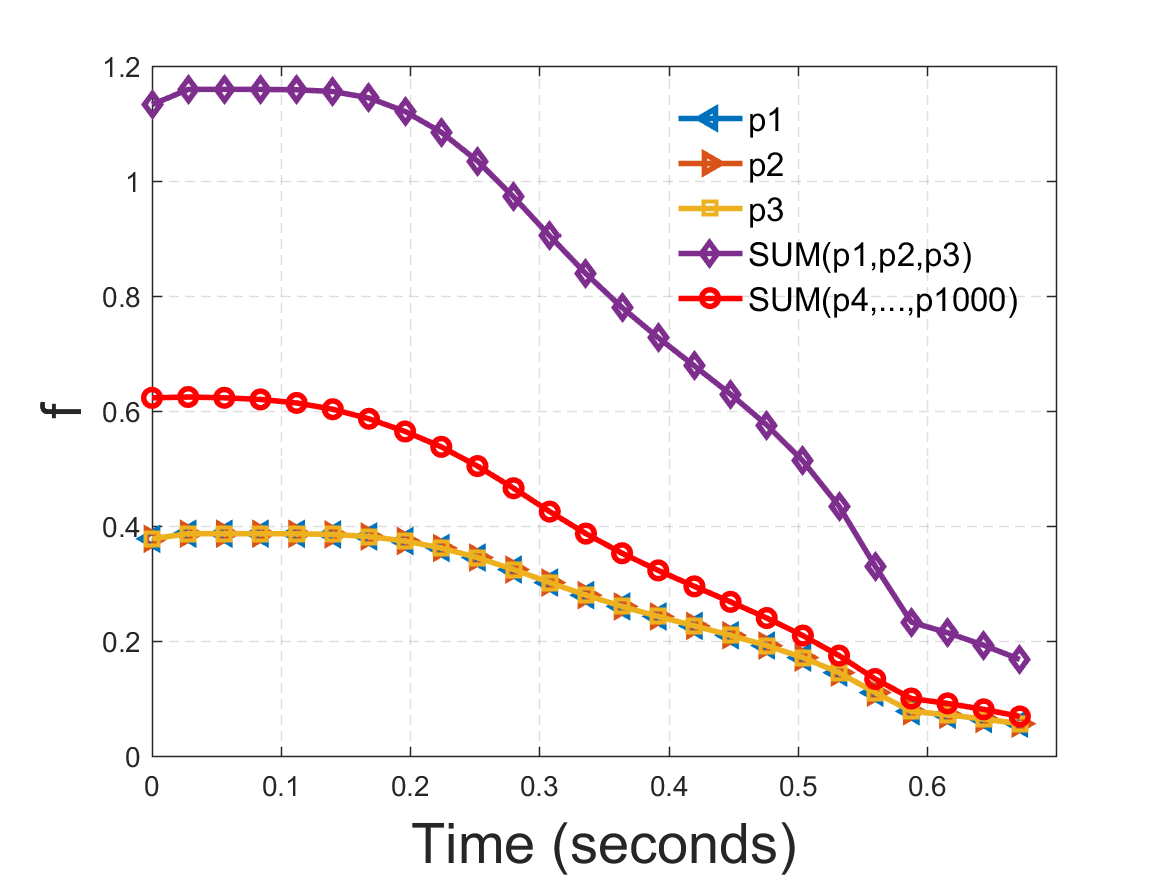 1.2
1
0.8
0.6
0.4
0.2
0
f
p1
p2
p3
SUM(p1,p2,p3)
SUM(p4,...,p1000)
0 0.1 0.2 0.3 0.4 0.5 0.6
Time (seconds)